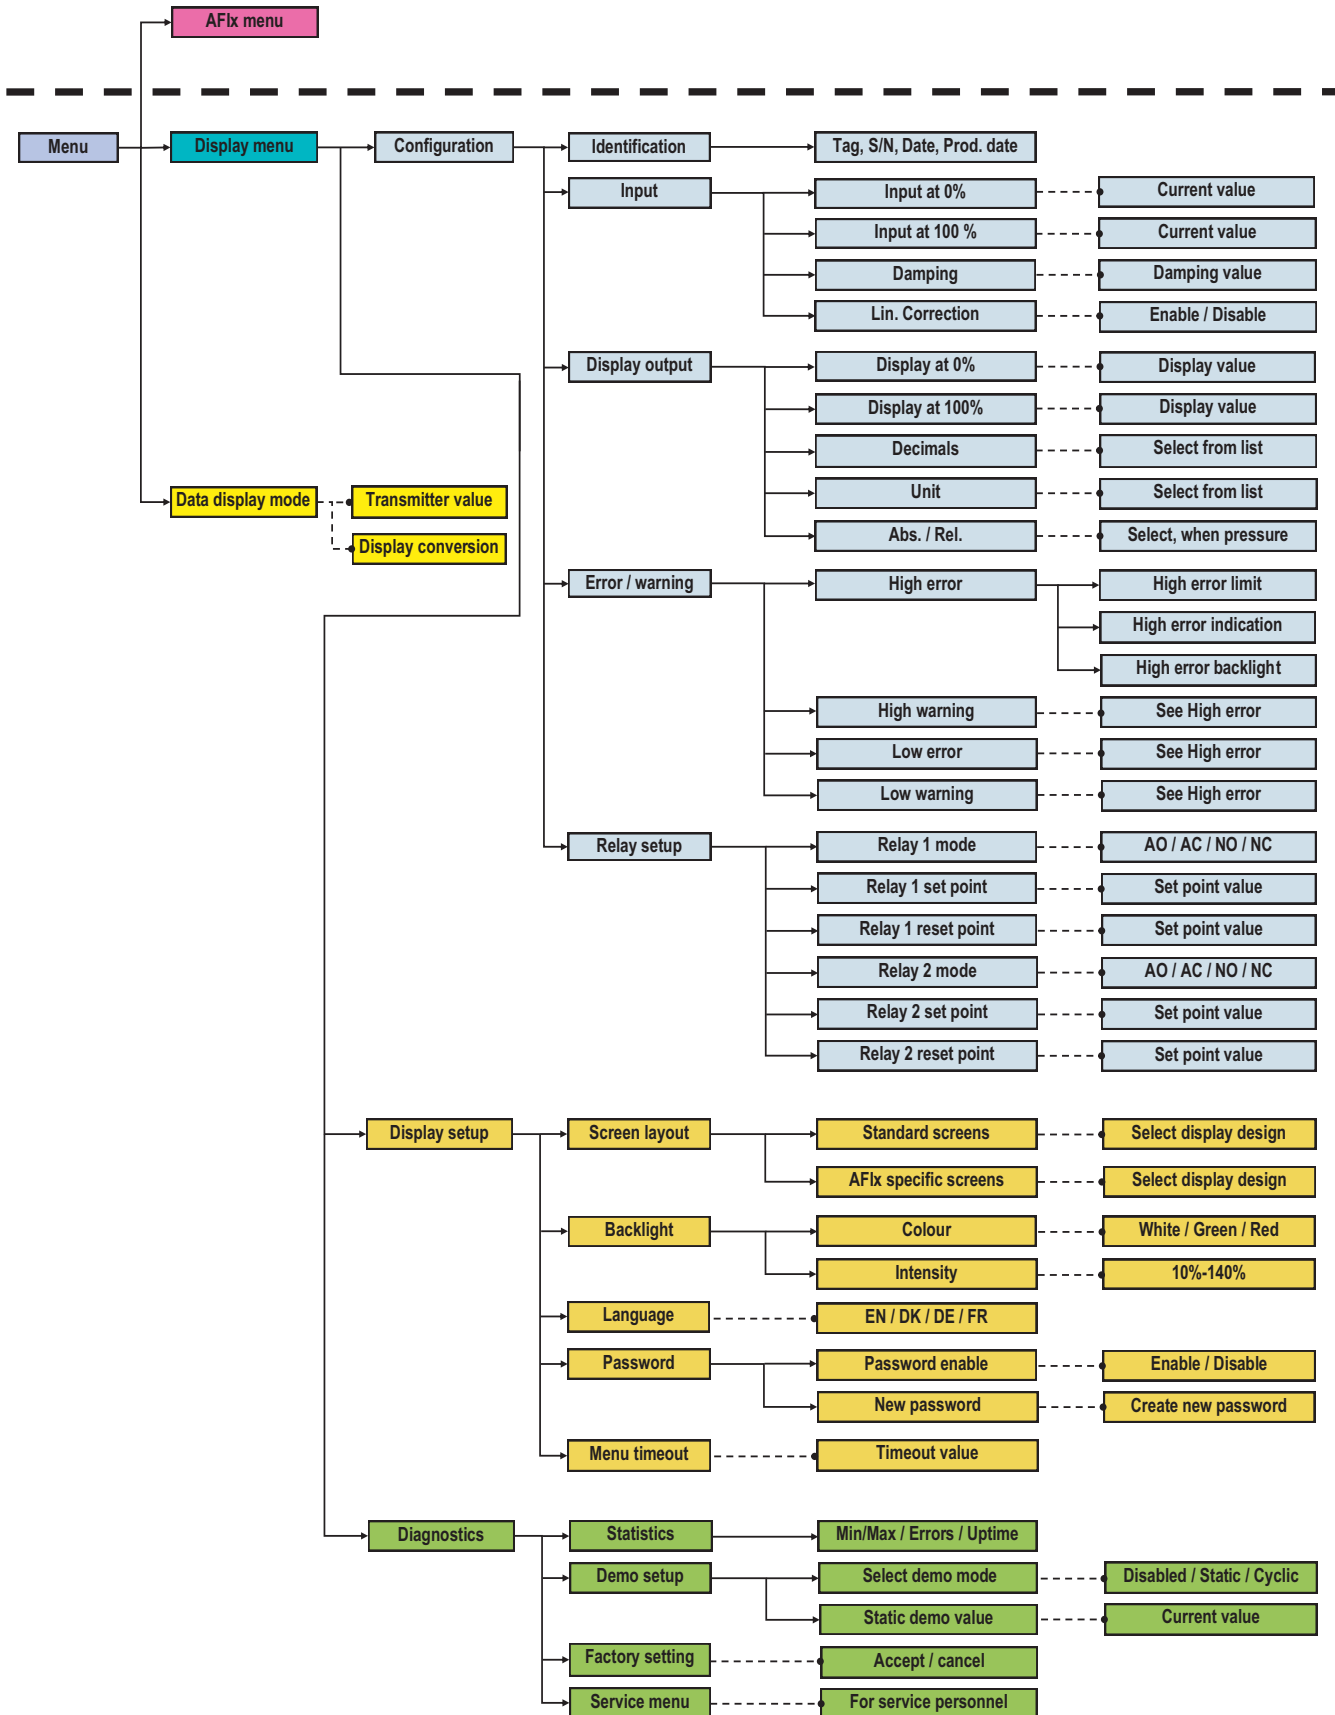 AFIx menu
Menu
Display menu
Configuration
Identification
Tag, S/N, Date, Prod. date
Input
Input at 0%
Current value
Input at 100 %
Current value
Damping
Damping value
Lin. Correction
Enable / Disable
Display output
Display at 0%
Display value
Display at 100%
Display value
Decimals
Select from list
Data display mode
Transmitter value
Unit
Select from list
Display conversion
Abs. / Rel.
Select, when pressure
Error / warning
High error
High error limit
High error indication
High error backlight
High warning
See High error
Low error
See High error
Low warning
See High error
Relay setup
Relay 1 mode
AO / AC / NO / NC
Relay 1 set point
Set point value
Relay 1 reset point
Set point value
Relay 2 mode
AO / AC / NO / NC
Relay 2 set point
Set point value
Relay 2 reset point
Set point value
Display setup
Screen layout
Standard screens
Select display design
AFIx specific screens
Select display design
Backlight
Colour
White / Green / Red
Intensity
10%-140%
Language
EN / DK / DE / FR
Password
Password enable
Enable / Disable
New password
Create new password
Menu timeout
Timeout value
Diagnostics
Statistics
Min/Max / Errors / Uptime
Demo setup
Select demo mode
Disabled / Static / Cyclic
Static demo value
Current value
Factory setting
Accept / cancel
Service menu
For service personnel